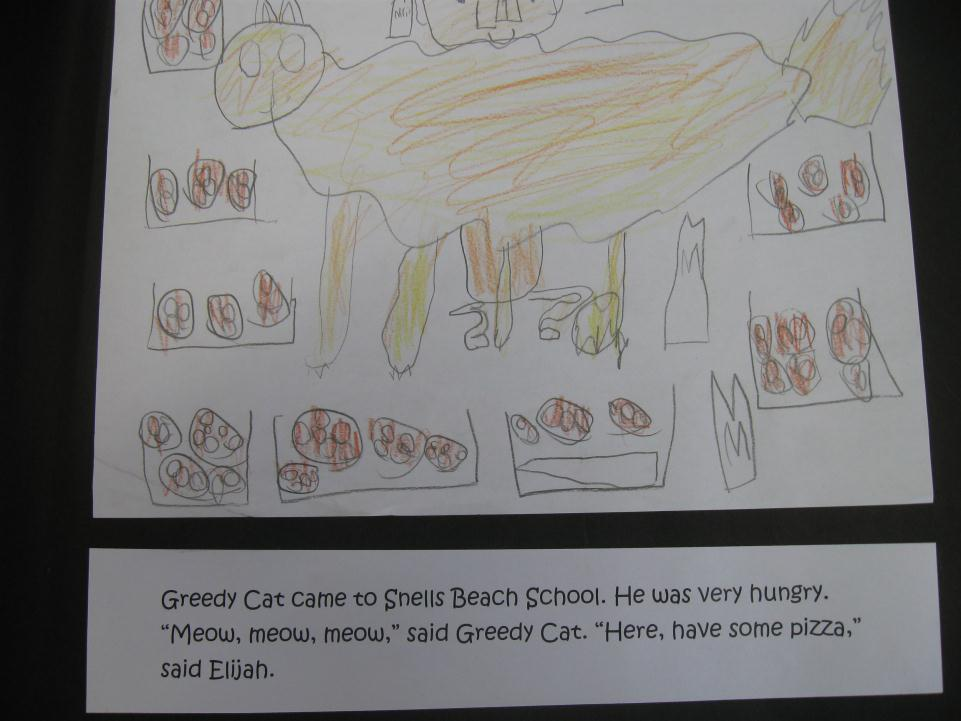 Greedy Cat came to Snells Beach School. He was very hungry.
“Meow, meow, meow,” said Greedy Cat. “Here, have some pizza,”
said Elijah.